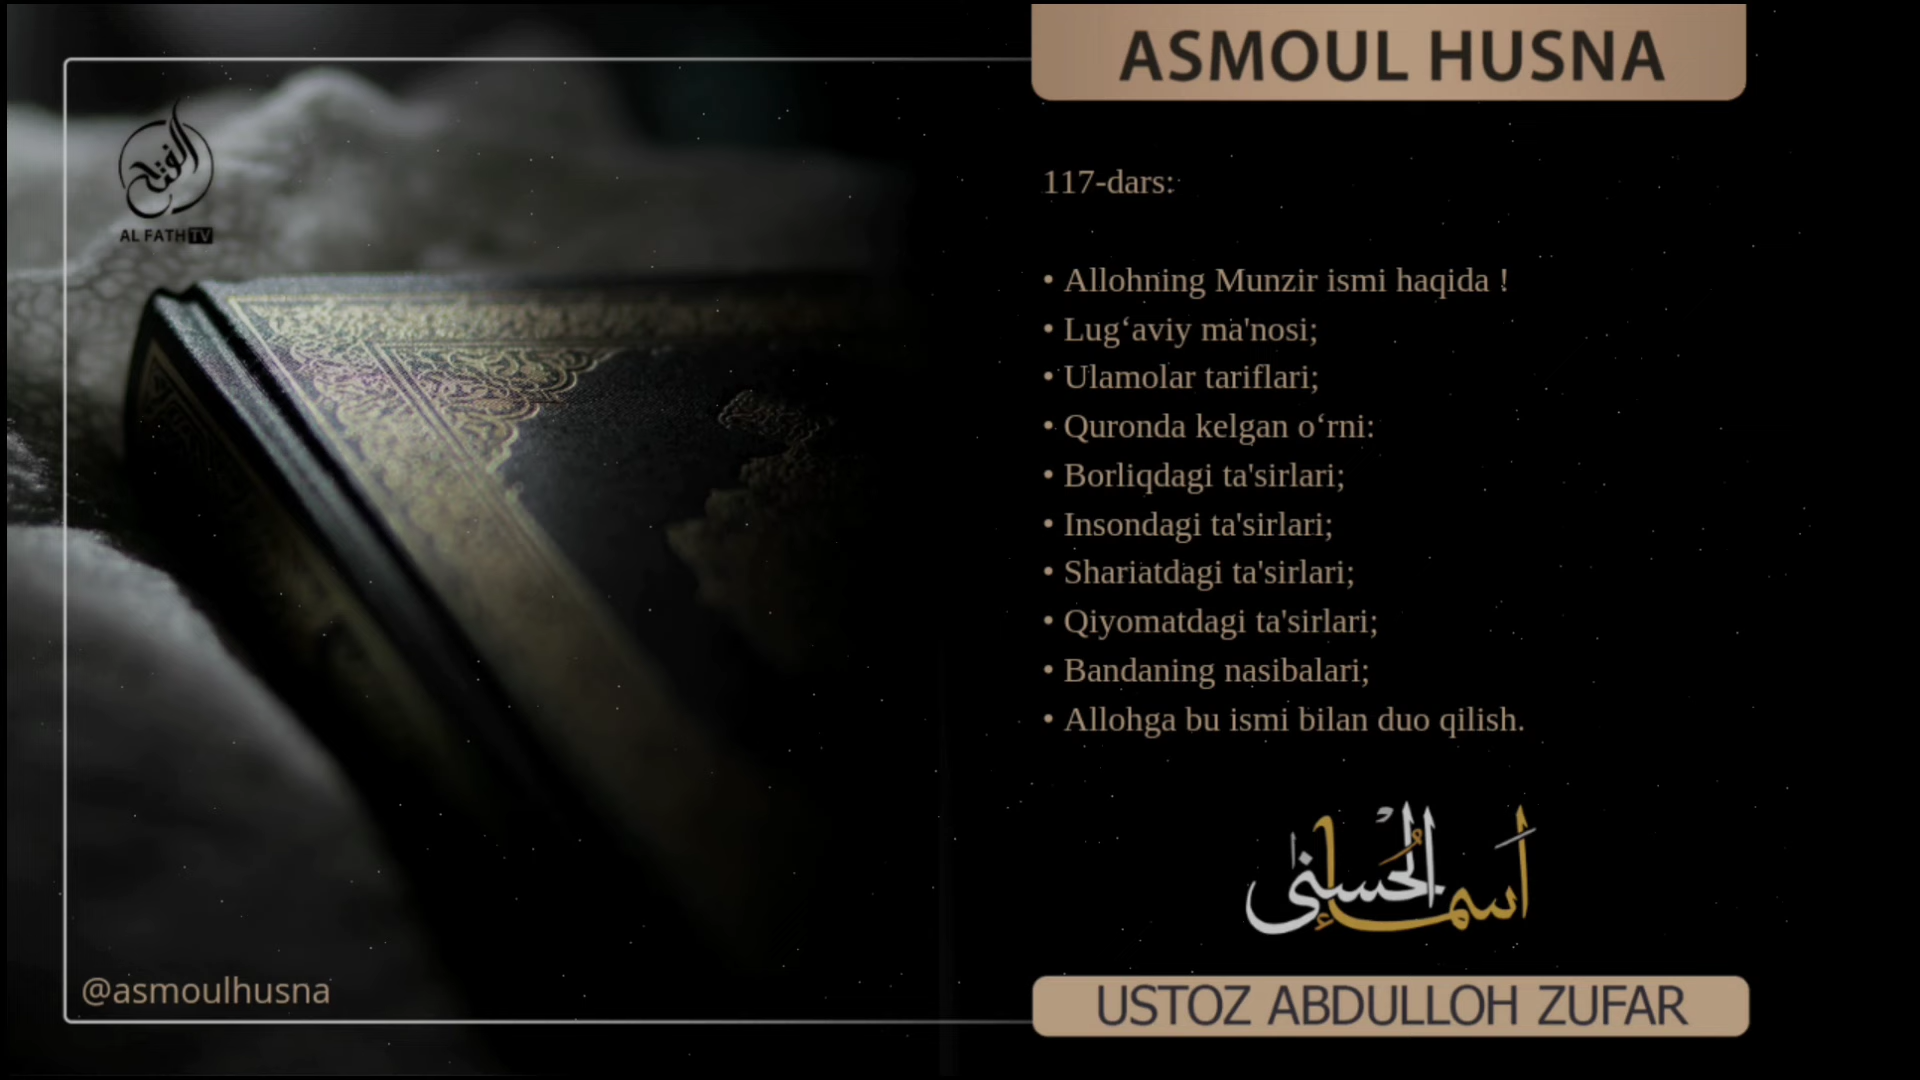 ASMOUL HUSNA
الفتح
AL FATH TV
117-dars:
• Allohning Munzir ismi haqida !
• Lug‘aviy ma'nosi;
• Ulamolar tariflari;
• Quronda kelgan o‘rni:
• Borliqdagi ta'sirlari;
• Insondagi ta'sirlari;
• Shariatdagi ta'sirlari;
• Qiyomatdagi ta'sirlari;
• Bandaning nasibalari;
• Allohga bu ismi bilan duo qilish.
أسماء الحسنى
@asmoulhusna
USTOZ ABDULLOH ZUFAR